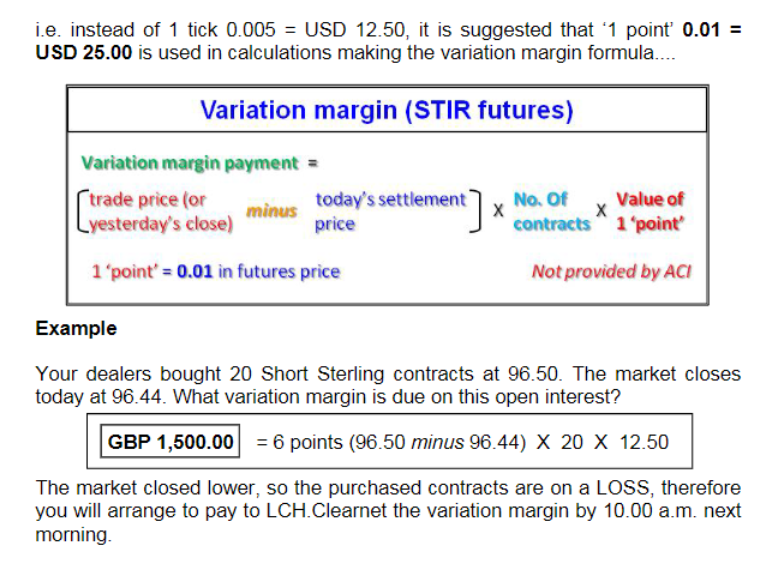 i.e. instead of 1 tick 0.005 = USD 12.50, it is suggested that ‘1 point’ 0.01 =
USD 25.00 is used in calculations making the variation margin formula....
Variation margin (STIR futures)
Variation margin payment =
trade price (or yesterday's close) minus today's settlement price X No. Of contracts X Value of 1 ‘point’
1 ‘point’ = 0.01 in futures price Not provided by ACI
Example
Your dealers bought 20 Short Sterling contracts at 96.50. The market closes
today at 96.44. What variation margin is due on this open interest?
GBP 1,500.00 = 6 points (96.50 minus 96.44) X 20 X 12.50
The market closed lower, so the purchased contracts are on a LOSS, therefore
you will arrange to pay to LCH.Clearnet the variation margin by 10.00 a.m. next
morning.